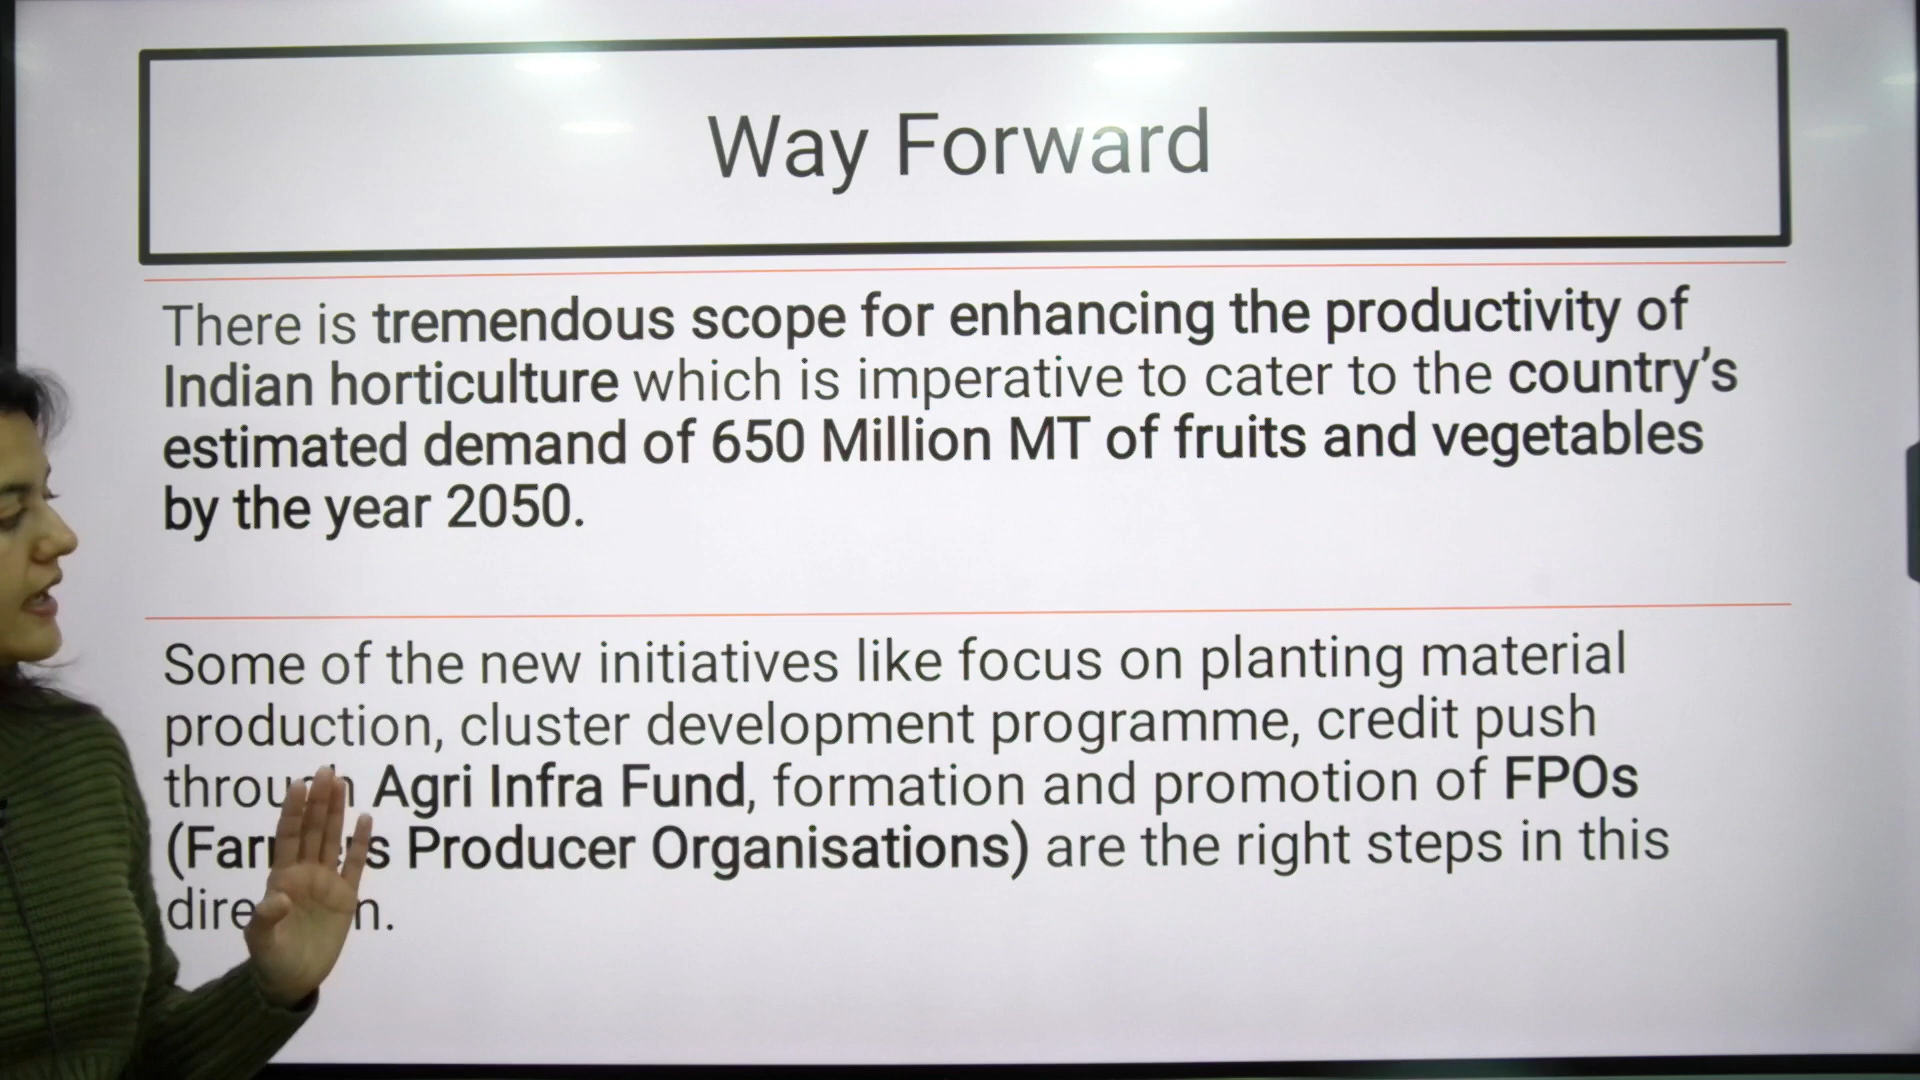 Way Forward
There is tremendous scope for enhancing the productivity of
Indian horticulture which is imperative to cater to the country's
estimated demand of 650 Million MT of fruits and vegetables
by the year 2050.
Some of the new initiatives like focus on planting material
production, cluster development programme, credit push
through Agri Infra Fund, formation and promotion of FPOs
(Farmers Producer Organisations) are the right steps in this
direction.